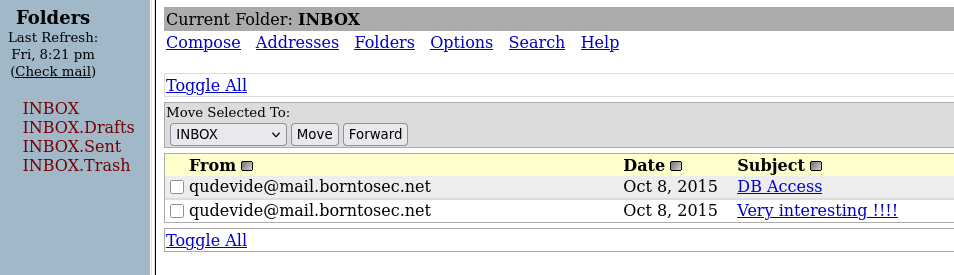 Folders
Last Refresh:
Fri, 8:21 pm
(Check mail)
INBOX
INBOX.Drafts
INBOX.Sent
INBOX.Trash
Current Folder: INBOX
Compose Addresses Folders Options Search Help
Toggle All
Move Selected To:
INBOX Move Forward
From Date Subject
qudevide@mail.borntosec.net Oct 8, 2015 DB Access
qudevide@mail.borntosec.net Oct 8, 2015 Very interesting !!!!
Toggle All